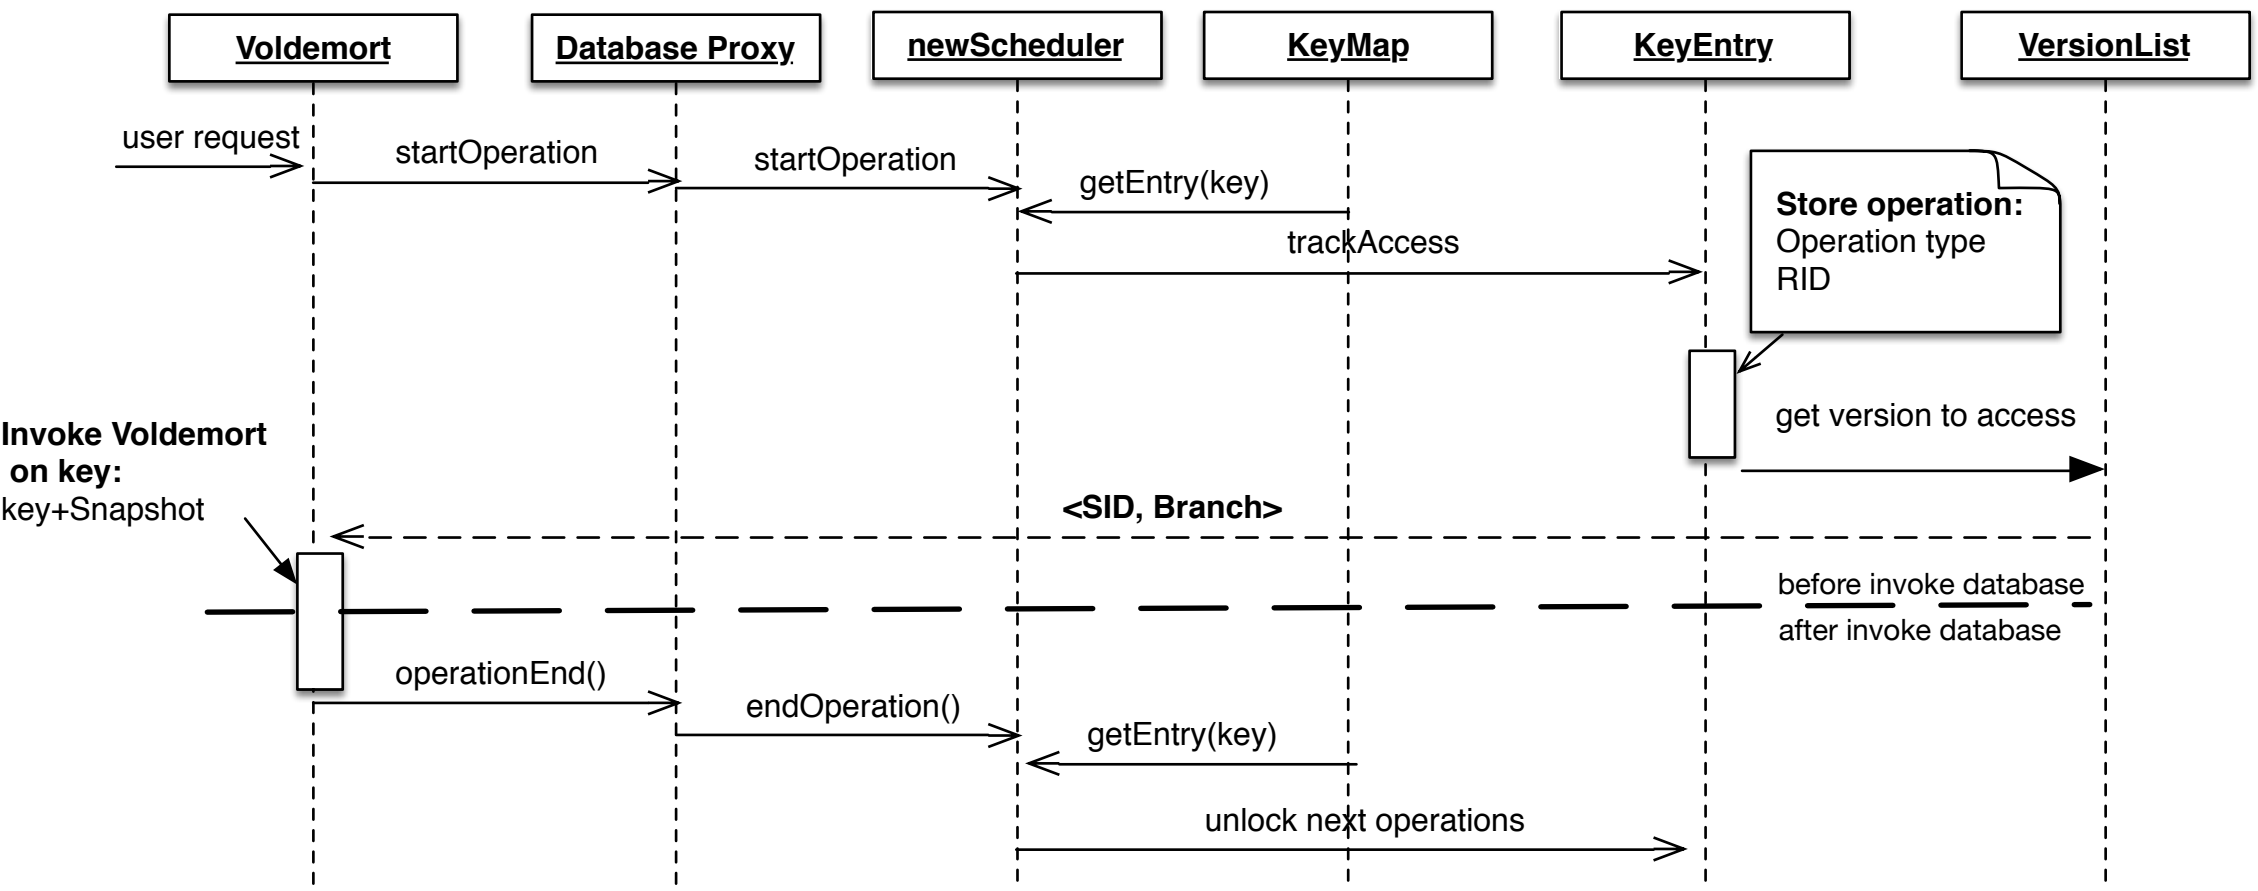 Voldemort
Database Proxy
newScheduler
KeyMap
KeyEntry
VersionList
user request
startOperation
startOperation
getEntry(key)
trackAccess
Store operation:
Operation type
RID
get version to access
Invoke Voldemort
on key:
key+Snapshot
<SID, Branch>
before invoke database
after invoke database
operationEnd()
endOperation()
getEntry(key)
unlock next operations